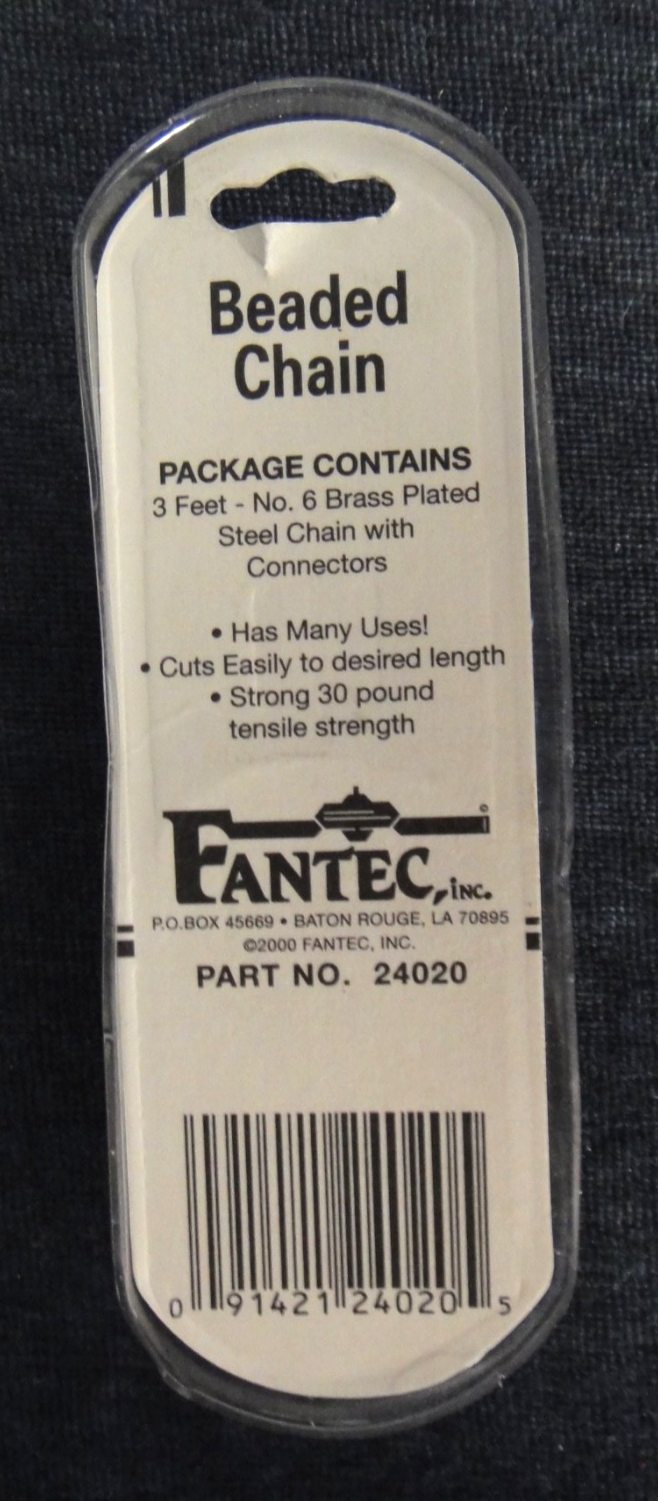 Beaded
Chain
PACKAGE CONTAINS
3 Feet - No. 6 Brass Plated
Steel Chain with
Connectors
• Has Many Uses!
• Cuts Easily to desired length
• Strong 30 pound
tensile strength
©
FANTEC, INC.
P.O.BOX 45669 • BATON ROUGE, LA 70895
©2000 FANTEC, INC.
PART NO. 24020
0 91421 24020 5